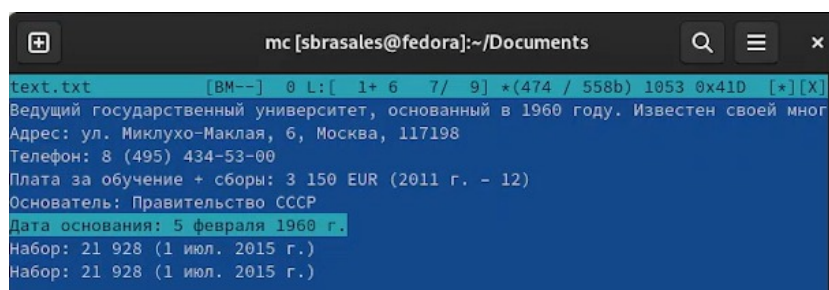 mc [sbrasales@fedora]:~/Documents
text.txt [BM--] 0 L:[ 1+ 6 7/ 9] *(474 / 558b) 1053 0x41D [*][X]
Ведущий государственный университет, основанный в 1960 году. Известен своей мног
Адрес: ул. Миклухо-Маклая, 6, Москва, 117198
Телефон: 8 (495) 434-53-00
Плата за обучение + сборы: 3 150 EUR (2011 г. – 12)
Основатель: Правительство СССР
Дата основания: 5 февраля 1960 г.
Набор: 21 928 (1 июл. 2015 г.)
Набор: 21 928 (1 июл. 2015 г.)